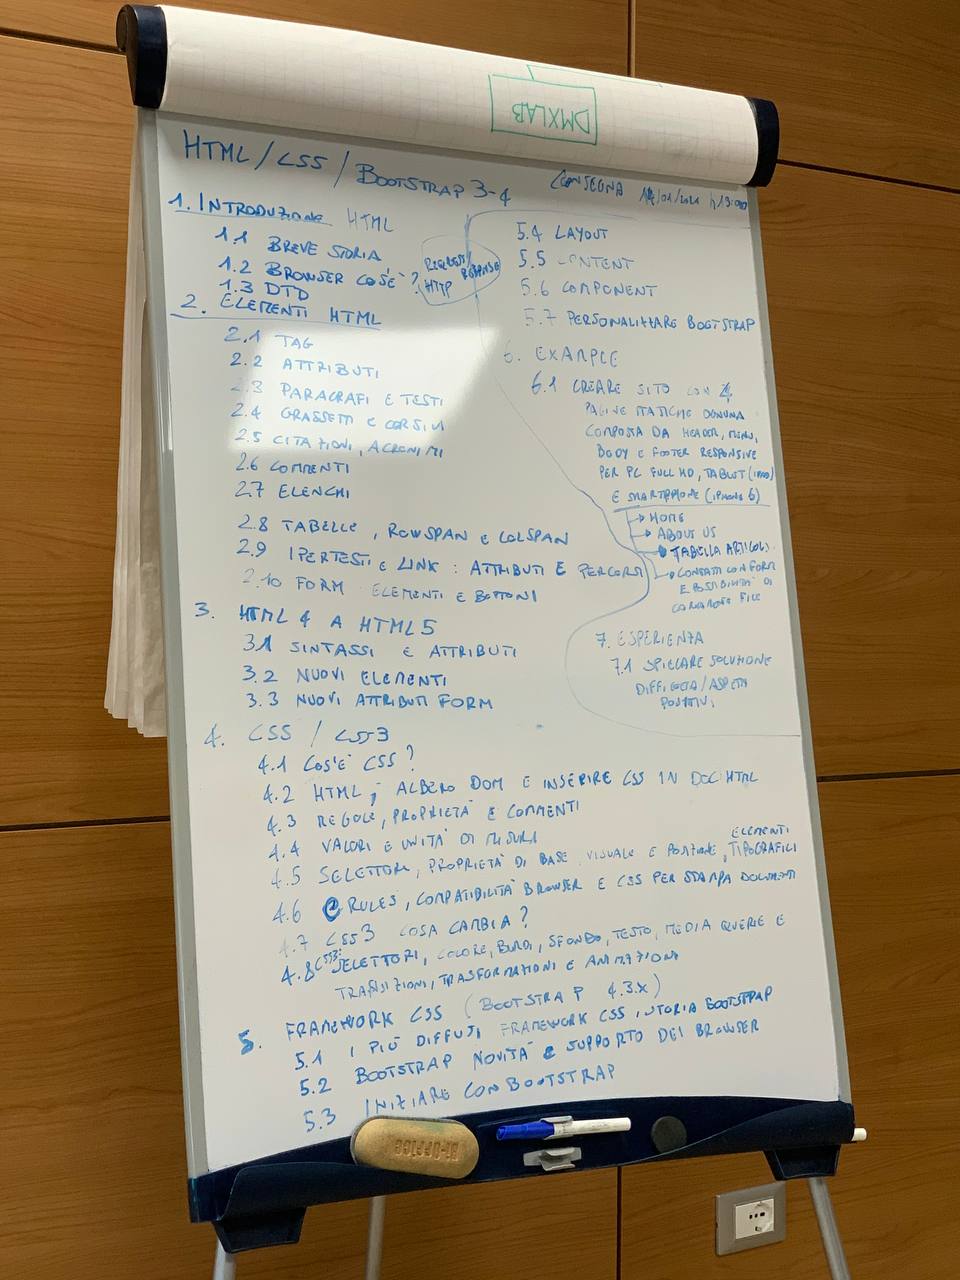 DMXLAB
HTML/CSS/BOOTSTRAP 3-4
CONSEGNA
1. INTRODUZIONE HTML
1.1 BREVE STORIA
1.2 BROWSER COS'È?
REQUEST/RESPONSE
HTTP
1.3 DTD
2. ELEMENTI HTML
2.1 TAG
2.2 ATTRIBUTI
2.3 PARAGRAFI E TESTI
2.4 GRASSETTI E CORSIVI
2.5 CITAZIONI, ACRONIMI
2.6 COMMENTI
2.7 ELENCHI
2.8 TABELLE, ROWSPAN E COLSPAN
2.9 IPERTESTI E LINK: ATTRIBUTI E PERCORSI
2.10 FORM ELEMENTI E BOTTONI
3. HTML 4 A HTML5
3.1 SINTASSI E ATTRIBUTI
3.2 NUOVI ELEMENTI
3.3 NUOVI ATTRIBUTI FORM
4. CSS / CSS3
4.1 COS'È CSS?
4.2 HTML, ALBERO DOM E INSERIRE CSS IN DOC HTML
4.3 REGOLE, PROPRIETÀ E COMMENTI
4.4 VALORI E UNITÀ DI MISURA
4.5 SELETTORI, PROPRIETÀ DI BASE, VISUALE E POSIZIONE, ELEMENTI TIPOGRAFICI
4.6 @RULES, COMPATIBILITÀ BROWSER E CSS PER STAMPA DOCUMENTI
4.7 CSS3 COSA CAMBIA?
4.8 CSS3: SELETTORI, COLORE, BORDI, SFONDO, TESTO, MEDIA QUERIE E
TRANSIZIONI, TRASFORMAZIONI E ANIMAZIONI
5. FRAMEWORK CSS (BOOTSTRAP 4.3.X)
5.1 I PIÙ DIFFUSI FRAMEWORK CSS, STORIA BOOTSTRAP
5.2 BOOTSTRAP NOVITÀ E SUPPORTO DEI BROWSER
5.3 INIZIARE CON BOOTSTRAP
5.4 LAYOUT
5.5 CONTENT
5.6 COMPONENT
5.7 PERSONALIZZARE BOOTSTRAP
6. EXAMPLE
6.1 CREARE SITO CON 4
PAGINE STATICHE OGNUNA
COMPOSTA DA HEADER, MENU,
BODY E FOOTER RESPONSIVE
PER PC FULL HD, TABLET (IPAD)
E SMARTPHONE (IPHONE 6)
HOME
ABOUT US
TABELLA ARTICOLI
CONTATTI CON FORM
E POSSIBILITÀ DI
CARICARE FILE
7. ESPERIENZA
7.1 SPIEGARE SOLUZIONE
DIFFICOLTÀ/ASPETTI
POSITIVI
BI-OFFICE